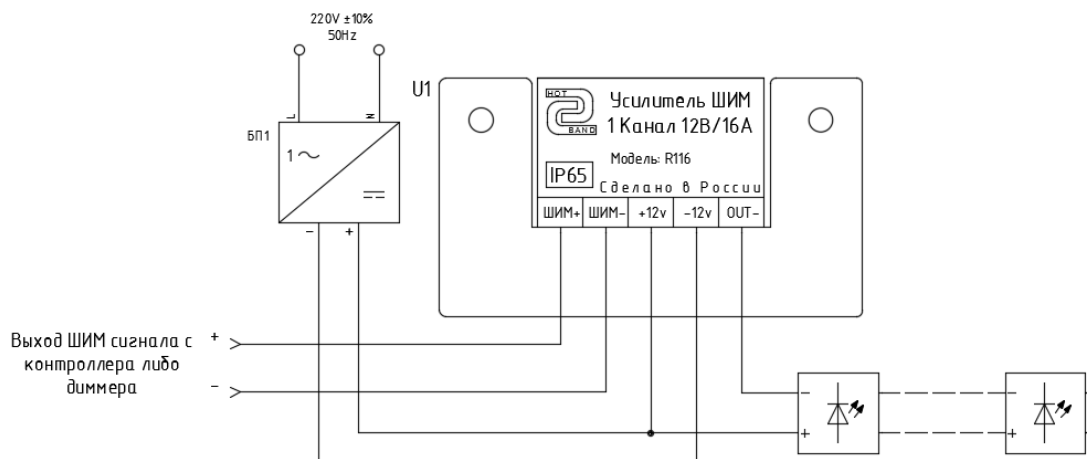 220V ±10%
50Hz
L
N
БП1
1
-
+
U1
HOT
BAND
Усилитель ШИМ
1 Канал 12В/16А
Модель: R116
IP65
Сделано в России
ШИМ+
ШИМ-
+12v
-12v
OUT-
Выход ШИМ сигнала с
контроллера либо
диммера
+
-
-
+
-
+